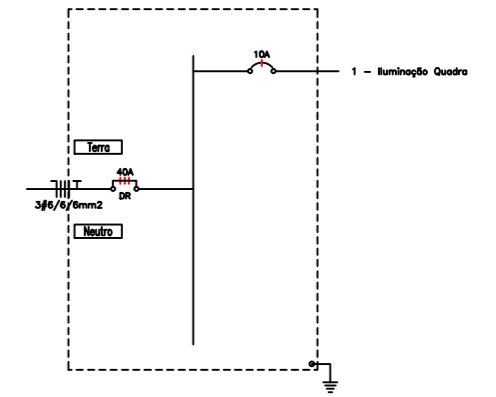 10A
1 - Iluminação Quadra
Terra
40A
DR
3#6/6/6mm2
Neutro